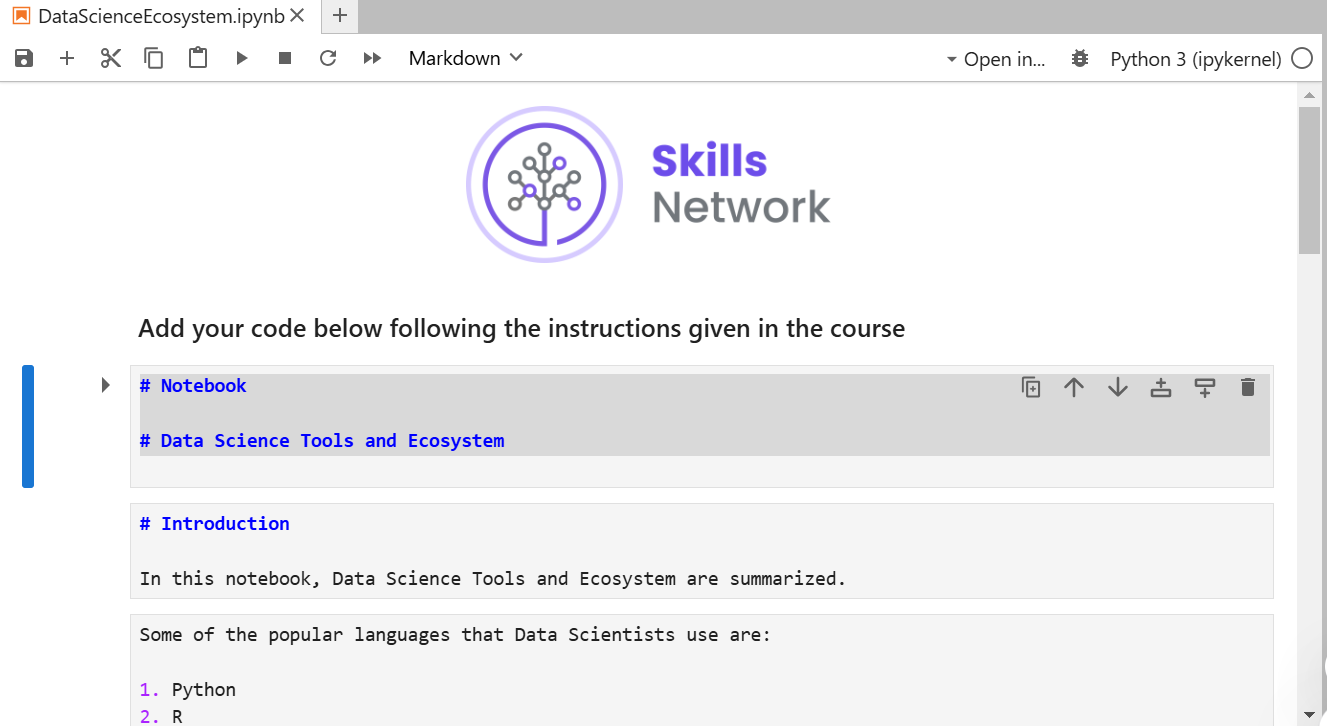 DataScienceEcosystem.ipynb
Markdown
Open in...
Python 3 (ipykernel)
Skills
Network
Add your code below following the instructions given in the course
# Notebook
# Data Science Tools and Ecosystem
# Introduction
In this notebook, Data Science Tools and Ecosystem are summarized.
Some of the popular languages that Data Scientists use are:
1. Python
2. R